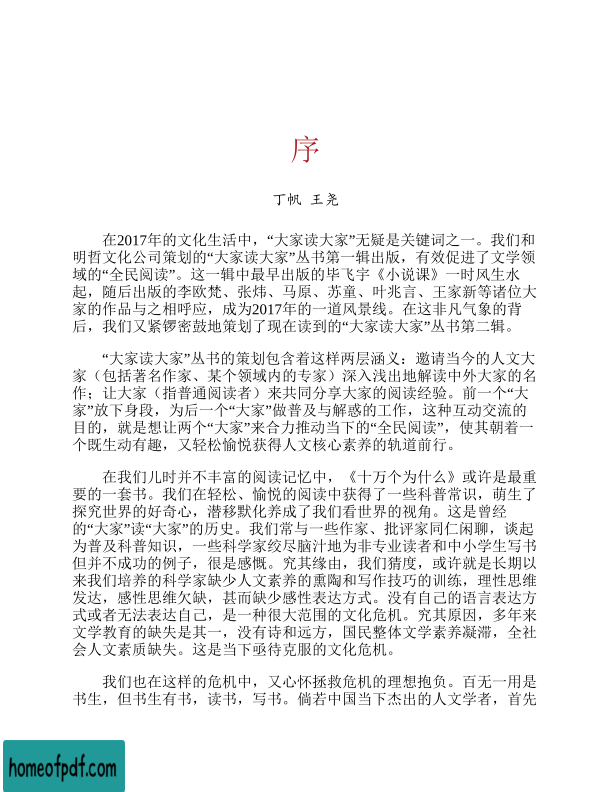 序
丁帆 王尧
在2017年的文化生活中，“大家读大家”无疑是关键词之一。我们和
明哲文化公司策划的“大家读大家”丛书第一辑出版，有效促进了文学领
域的“全民阅读”。这一辑中最早出版的毕飞宇《小说课》一时风生水
起，随后出版的李欧梵、张炜、马原、苏童、叶兆言、王家新等诸位大
家的作品与之相呼应，成为2017年的一道风景线。在这非凡气象的背
后，我们又紧锣密鼓地策划了现在读到的“大家读大家”丛书第二辑。
“大家读大家”丛书的策划包含着这样两层涵义：邀请当今的人文大
家（包括著名作家、某个领域内的专家）深入浅出地解读中外大家的名
作；让大家（指普通阅读者）来共同分享大家的阅读经验。前一个“大
家”放下身段，为后一个“大家”做普及与解惑的工作，这种互动交流的
目的，就是想让两个“大家”来合力推动当下的“全民阅读”，使其朝着一
个既生动有趣，又轻松愉悦获得人文核心素养的轨道前行。
在我们儿时并不丰富的阅读记忆中，《十万个为什么》或许是最重
要的一套书。我们在轻松、愉悦的阅读中获得了一些科普常识，萌生了
探究世界的好奇心，潜移默化养成了我们看世界的视角。这是曾经
的“大家”读“大家”的历史。我们常与一些作家、批评家同仁闲聊，谈起
为普及科普知识，一些科学家绞尽脑汁地为非专业读者和中小学生写书
但并不成功的例子，很是感慨。究其缘由，我们猜度，或许就是长期以
来我们培养的科学家缺少人文素养的熏陶和写作技巧的训练，理性思维
发达，感性思维欠缺，甚而缺少感性表达方式。没有自己的语言表达方
式或者无法表达自己，是一种很大范围的文化危机。究其原因，多年来
文学教育的缺失是其一，没有诗和远方，国民整体文学素养凝滞，全社
会人文素质缺失。这是当下亟待克服的文化危机。
我们也在这样的危机中，又心怀拯救危机的理想抱负。百无一用是
书生，但书生有书，读书，写书。倘若中国当下杰出的人文学者，首先
homeofpdf.com